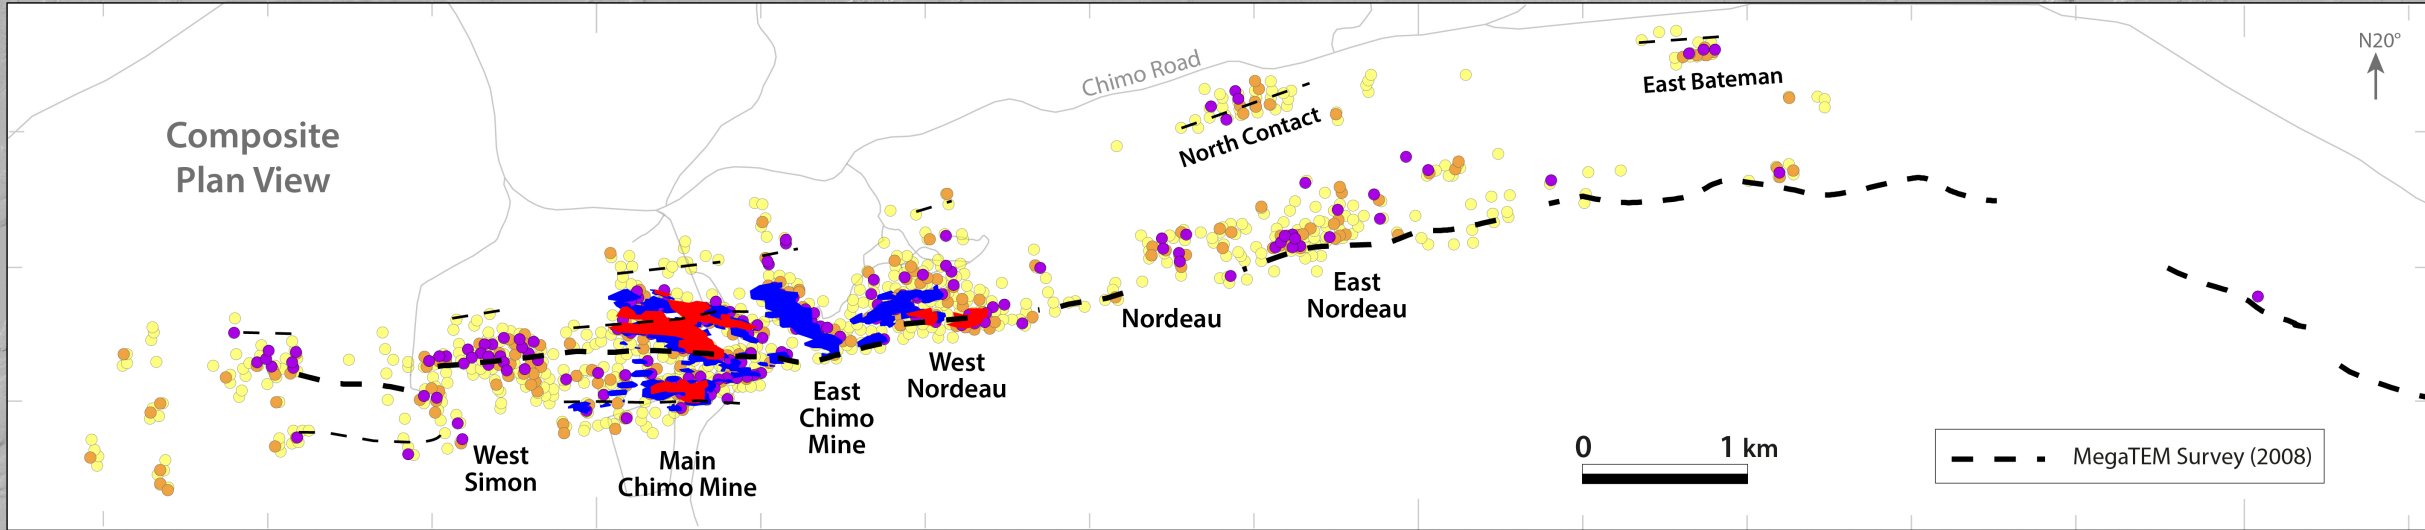 Composite
Plan View
Chimo Road
North Contact
East Bateman
N20°
West
Simon
Main
Chimo Mine
East
Chimo
Mine
West
Nordeau
Nordeau
East
Nordeau
0 1 km
MegaTEM Survey (2008)